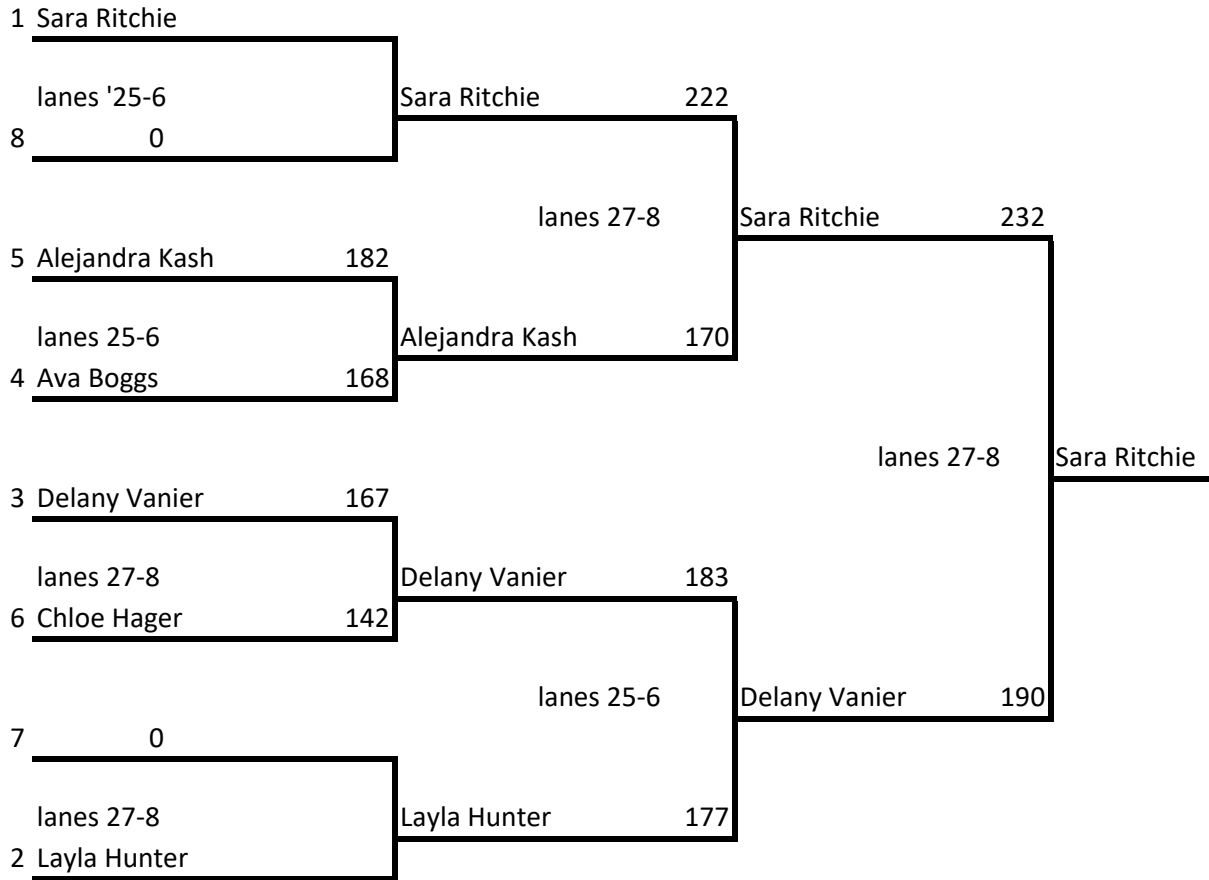 1 Sara Ritchie
lanes '25-6
Sara Ritchie 222
8 0
lanes 27-8
Sara Ritchie 232
5 Alejandra Kash 182
lanes 25-6
Alejandra Kash 170
4 Ava Boggs 168
lanes 27-8
Sara Ritchie
3 Delany Vanier 167
lanes 27-8
Delany Vanier 183
6 Chloe Hager 142
lanes 25-6
Delany Vanier 190
7 0
lanes 27-8
Layla Hunter 177
2 Layla Hunter